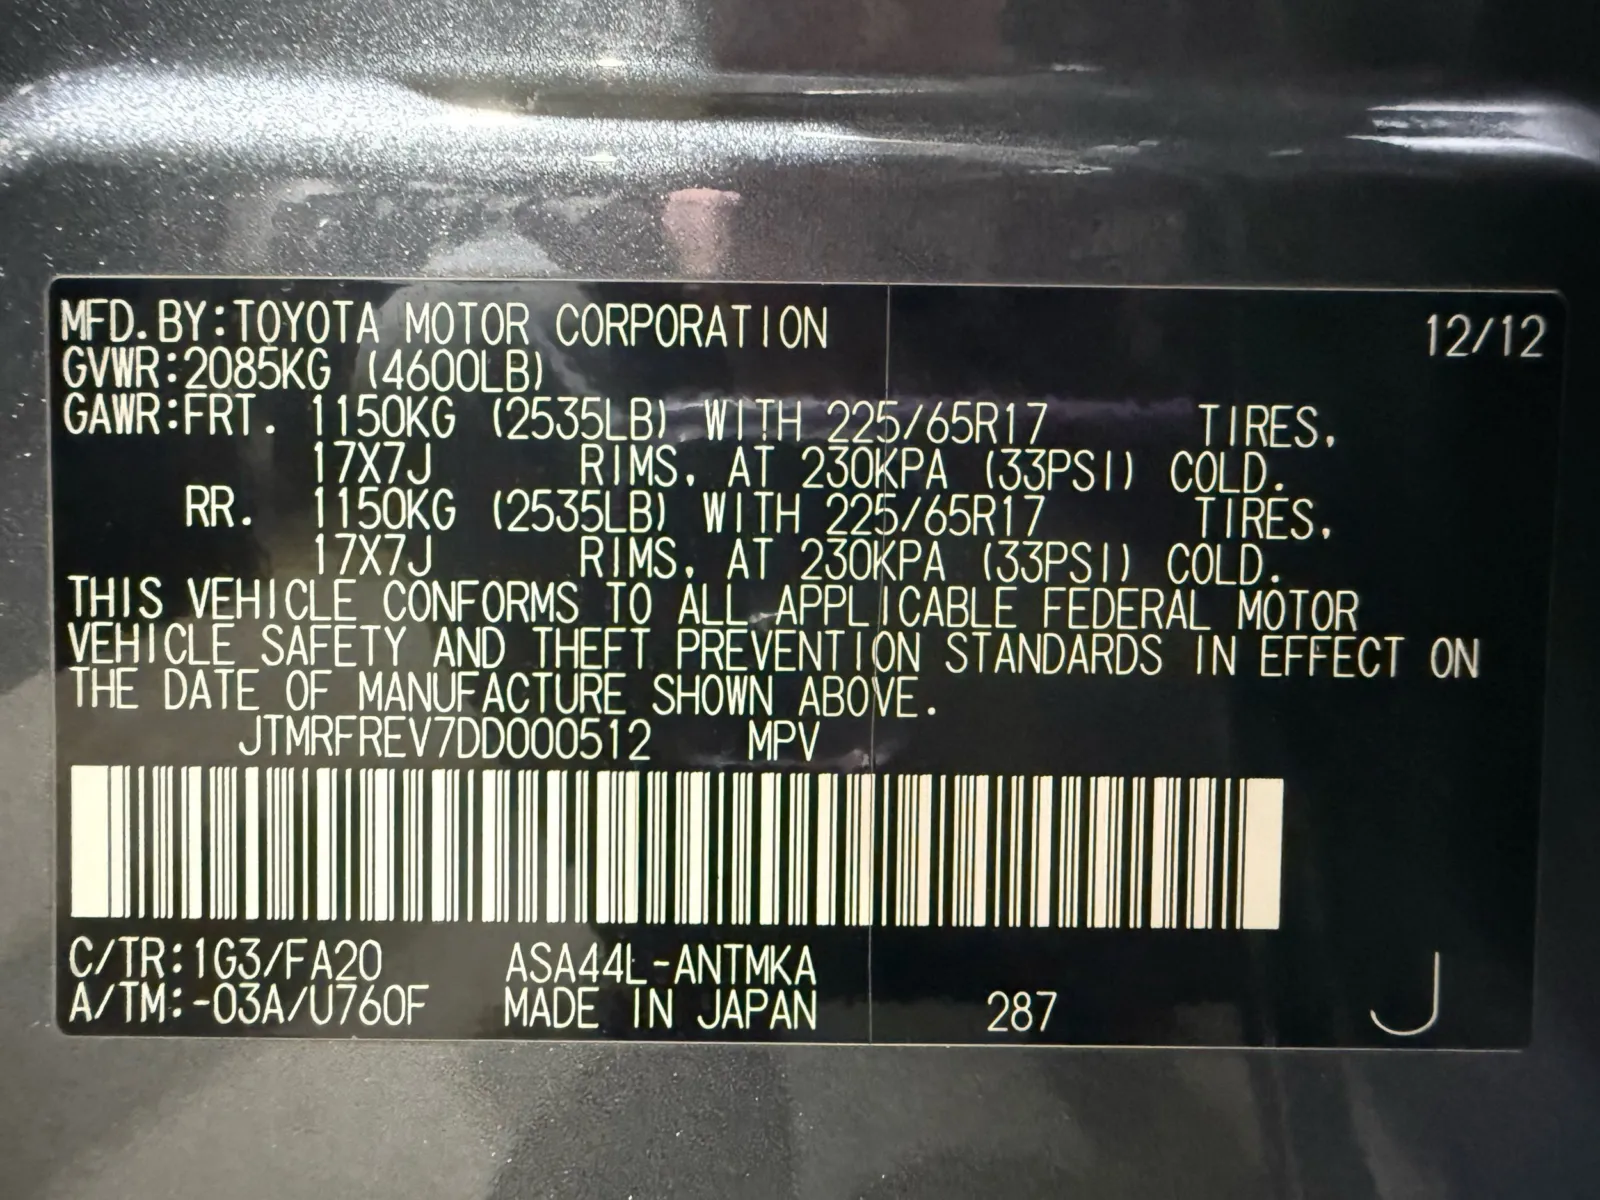 MFD.BY:TOYOTA MOTOR CORPORATION 12/12
GVWR:2085KG (4600LB)
GAWR:FRT. 1150KG (2535LB) WITH 225/65R17 TIRES,
17X7J RIMS, AT 230KPA (33PSI) COLD.
RR. 1150KG (2535LB) WITH 225/65R17 TIRES,
17X7J RIMS, AT 230KPA (33PSI) COLD.
THIS VEHICLE CONFORMS TO ALL APPLICABLE FEDERAL MOTOR
VEHICLE SAFETY AND THEFT PREVENTION STANDARDS IN EFFECT ON
THE DATE OF MANUFACTURE SHOWN ABOVE.
JTMRFREV7DD000512 MPV
C/TR:1G3/FA20 ASA44L-ANTMKA
A/TM:-03A/U760F MADE IN JAPAN 287 J